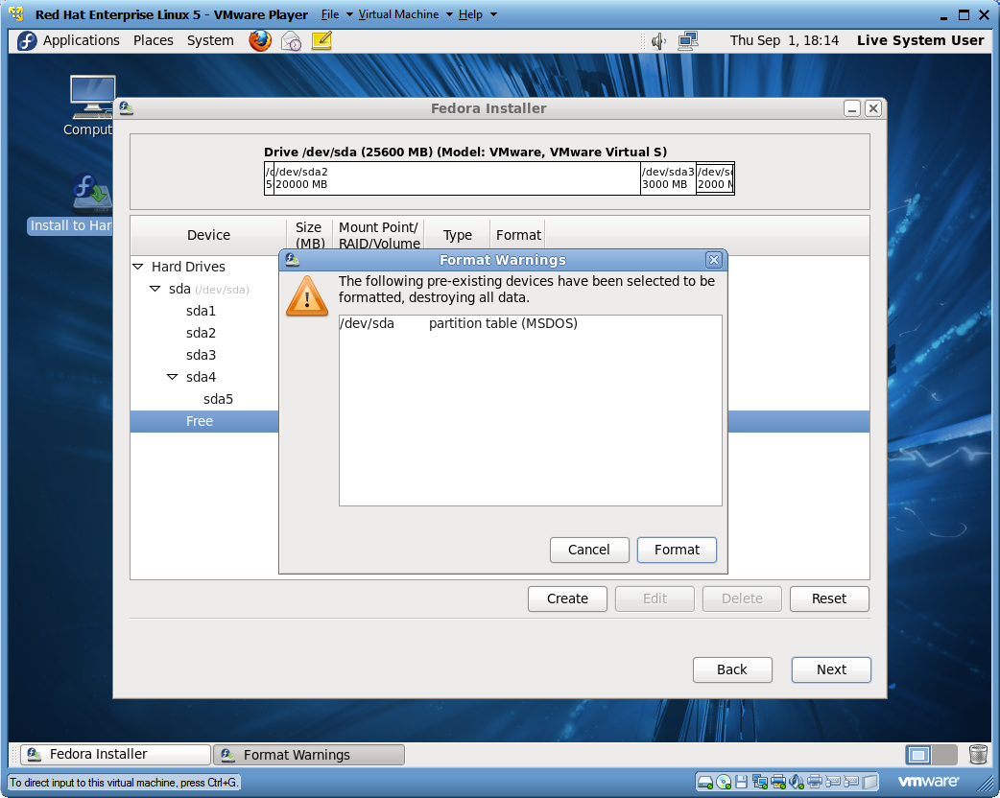 Red Hat Enterprise Linux 5 - VMware Player File Virtual Machine Help
Applications Places System Thu Sep 1, 18:14 Live System User
Comput
Install to Har
Fedora Installer
Drive /dev/sda (25600 MB) (Model: VMware, VMware Virtual S)
/dev/sda2 /dev/sda3
20000 MB 3000 MB 2000
Device Size (MB) Mount Point/ RAID/Volume Type Format
Hard Drives
sda (/dev/sda)
sda1
sda2
sda3
sda4
sda5
Free
Format Warnings
The following pre-existing devices have been selected to be
formatted, destroying all data.
/dev/sda partition table (MSDOS)
Cancel Format
Create Edit Delete Reset
Back Next
Fedora Installer Format Warnings
To direct input to this virtual machine, press Ctrl+G.
vmware